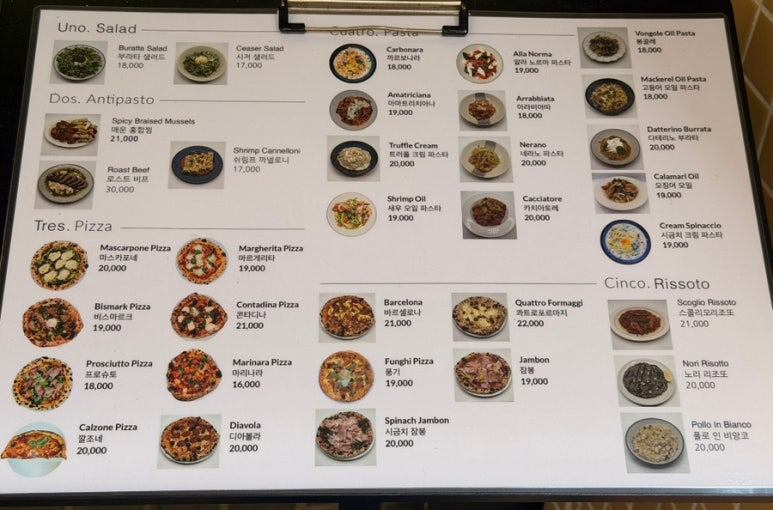 Uno. Salad
Buratta Salad
부라타 샐러드
18,000
Ceaser Salad
시저 샐러드
17,000
Dos. Antipasto
Spicy Braised Mussels
매운 홍합찜
21,000
Shrimp Cannelloni
쉬림프 까넬로니
17,000
Roast Beef
로스트 비프
30,000
Tres. Pizza
Mascarpone Pizza
마스카포네
20,000
Margherita Pizza
마르게리타
19,000
Bismark Pizza
비스마르크
19,000
Contadina Pizza
콘타디나
21,000
Prosciutto Pizza
프로슈토
18,000
Marinara Pizza
마리나라
16,000
Calzone Pizza
깔조네
20,000
Diavola
디아볼라
20,000
Barcelona
바르셀로나
21,000
Quattro Formaggi
콰트로포르마지
22,000
Funghi Pizza
풍기
19,000
Jambon
잠봉
19,000
Spinach Jambon
시금치 잠봉
20,000
Cuatro. Pasta
Carbonara
까르보나라
18,000
Alla Norma
알라 노르마 파스타
19,000
Vongole Oil Pasta
봉골레
18,000
Amatriciana
아마트리치아나
19,000
Arrabbiata
아라비아따
18,000
Mackerel Oil Pasta
고등어 오일 파스타
18,000
Truffle Cream
트러플 크림 파스타
20,000
Nerano
네라노 파스타
20,000
Datterino Burrata
다테리노 부라타
20,000
Shrimp Oil
새우 오일 파스타
19,000
Cacciatore
카치아토레
20,000
Calamari Oil
오징어 오일
19,000
Cream Spinaccio
시금치 크림 파스타
19,000
Cinco. Rissoto
Scoglio Rissoto
스콜리오리조또
21,000
Nori Risotto
노리 리조또
20,000
Pollo In Bianco
폴로 인 비앙코
20,000